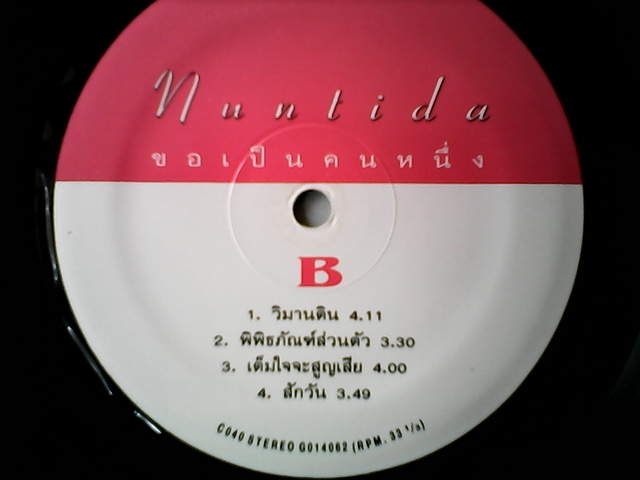 Nuntida
ขอเป็นคนหนึ่ง
B
1. วิมานดิน 4.11
2. พิพิธภัณฑ์ส่วนตัว 3.30
3. เต็มใจจะสูญเสีย 4.00
4. สักวัน 3.49
C040 STEREO G014062 (RPM. 33 1/3)